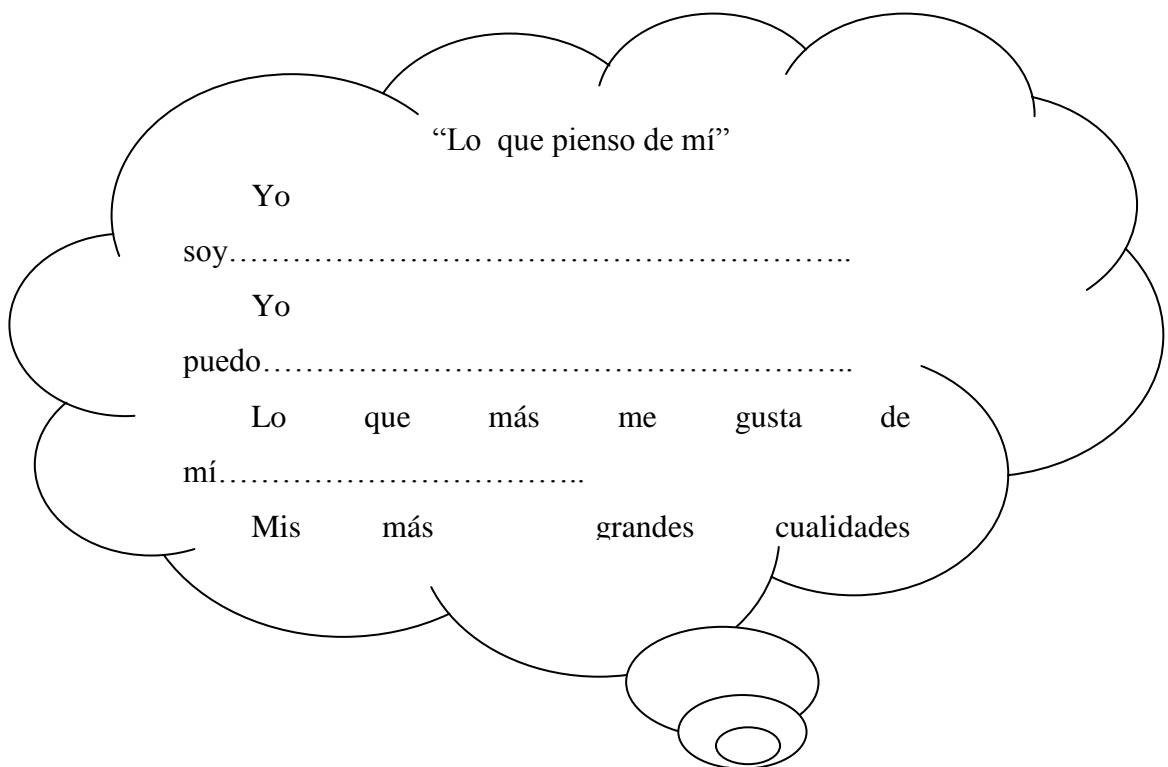 “Lo que pienso de mí”
Yo
soy…………………………………………………..
Yo
puedo………………………………………………..
Lo que más me gusta de
mí……………………………..
Mis más grandes cualidades